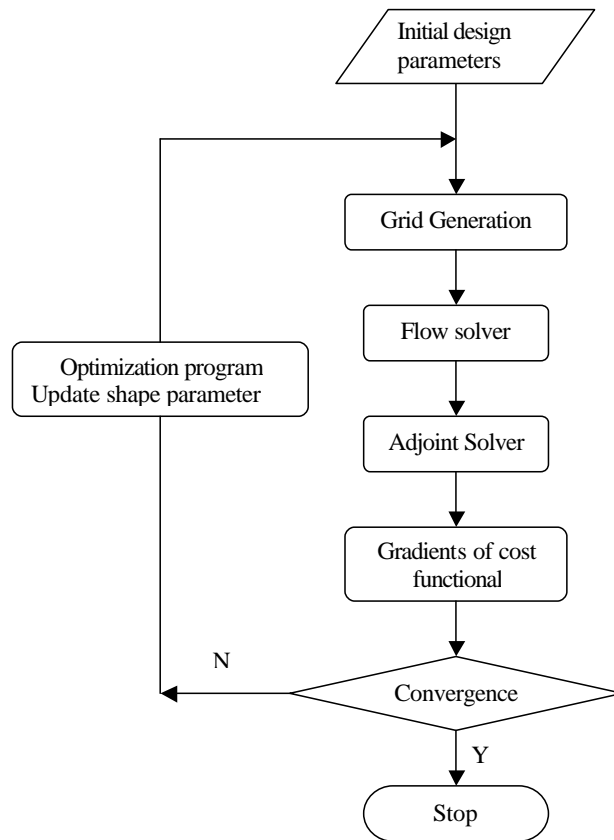 Initial design
parameters
Grid Generation
Flow solver
Optimization program
Update shape parameter
Adjoint Solver
Gradients of cost
functional
N
Convergence
Y
Stop